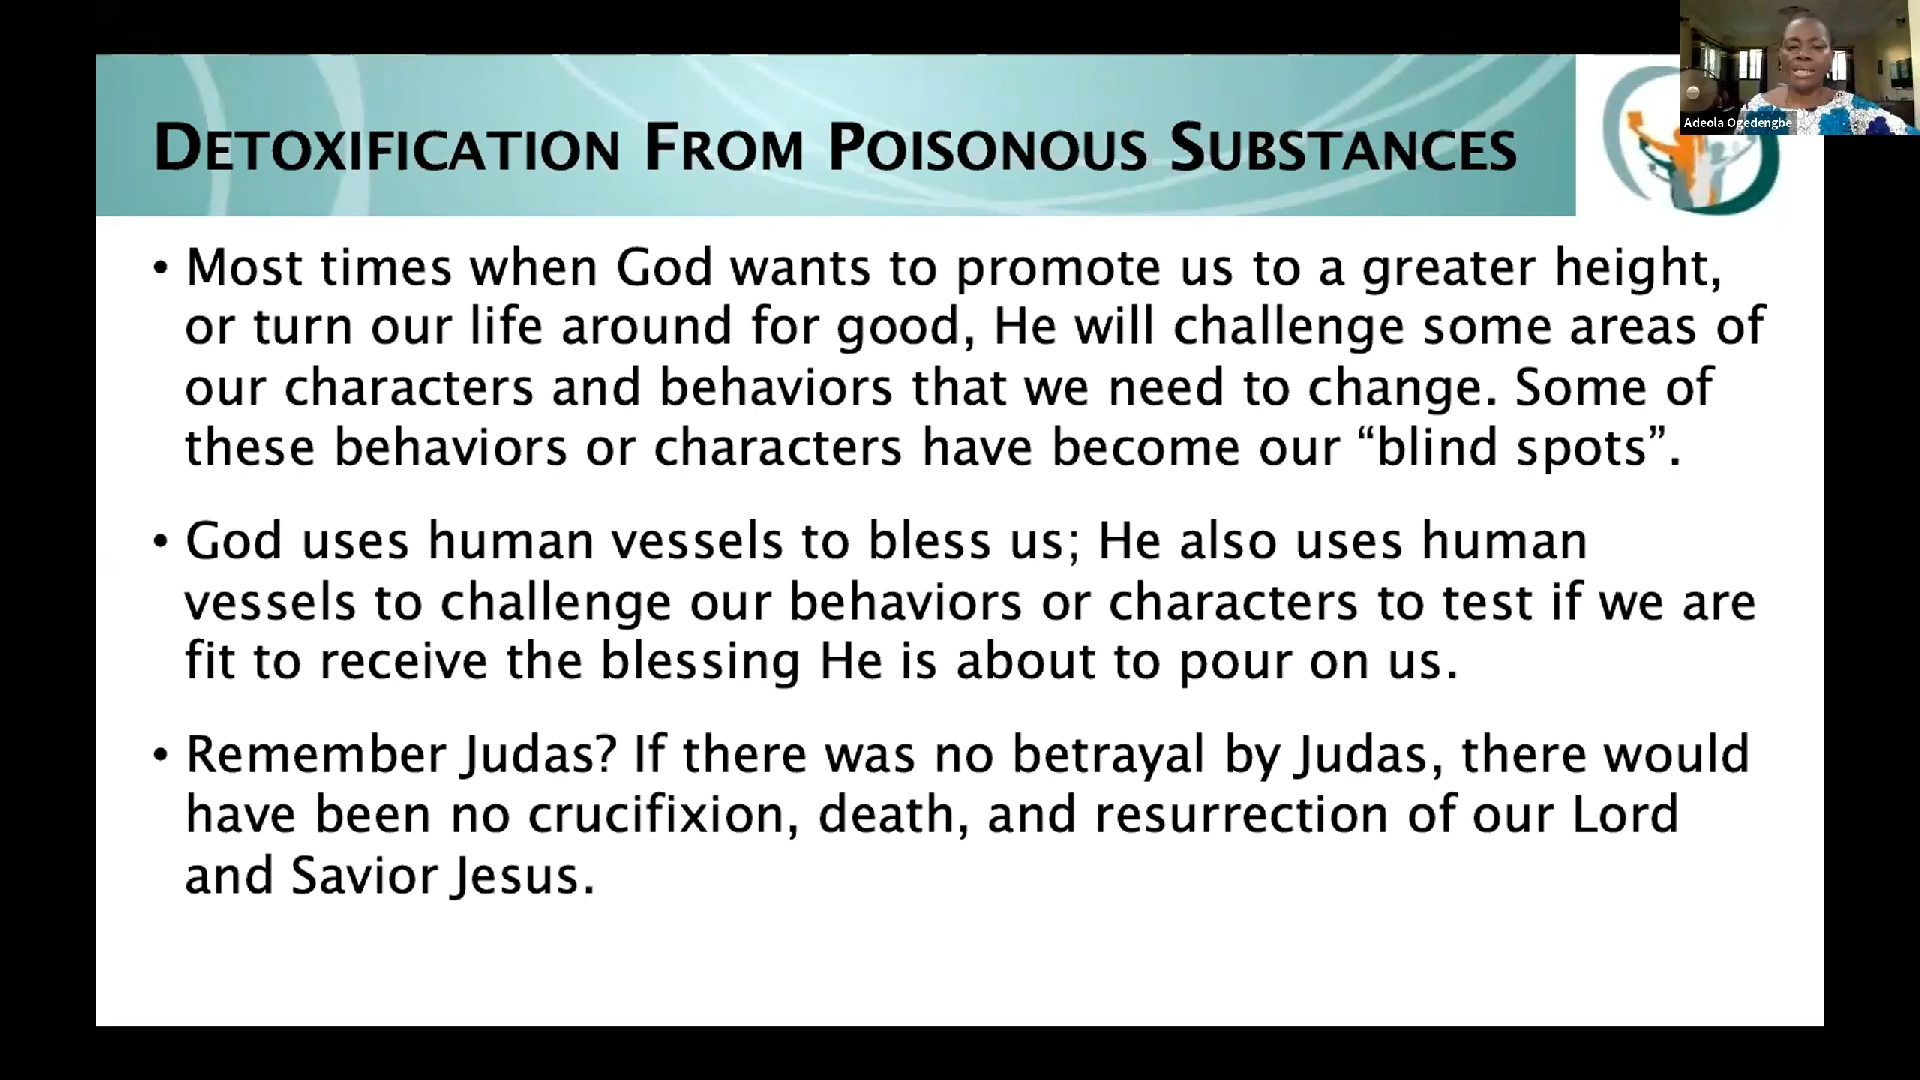 DETOXIFICATION FROM POISONOUS SUBSTANCES
Adeola Ogedengbe
• Most times when God wants to promote us to a greater height,
or turn our life around for good, He will challenge some areas of
our characters and behaviors that we need to change. Some of
these behaviors or characters have become our “blind spots”.
• God uses human vessels to bless us; He also uses human
vessels to challenge our behaviors or characters to test if we are
fit to receive the blessing He is about to pour on us.
• Remember Judas? If there was no betrayal by Judas, there would
have been no crucifixion, death, and resurrection of our Lord
and Savior Jesus.